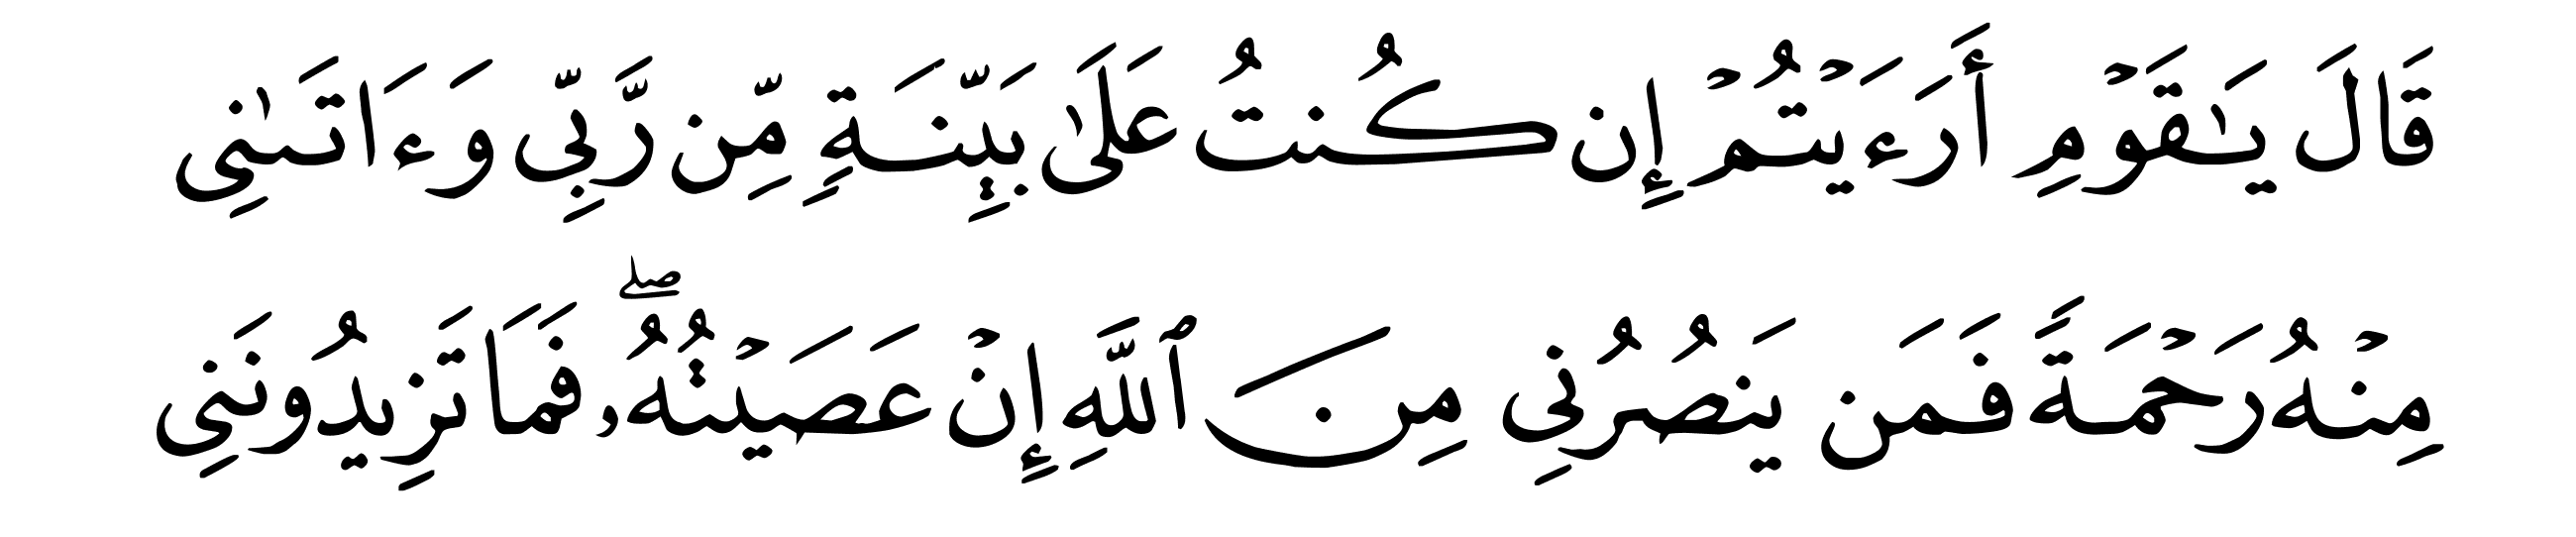 قَالَ يَٰقَوْمِ أَرَءَيْتُمْ إِن كُنتُ عَلَىٰ بَيِّنَةٍ مِّن رَّبِّي وَءَاتَىٰنِي
مِنْهُ رَحْمَةً فَمَن يَنصُرُنِي مِنَ ٱللَّهِ إِنْ عَصَيْتُهُۥۖ فَمَا تَزِيدُونَنِي